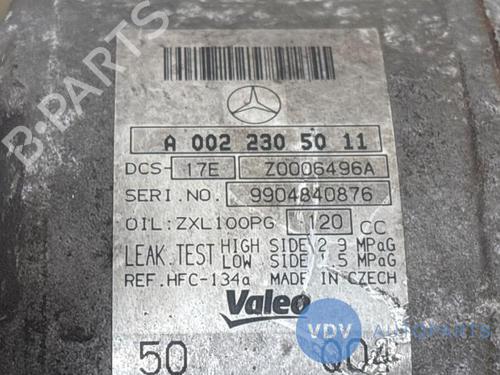 A 002 230 50 11
DCS- 17E Z0006496A
SERI.NO. 9904840876
OIL:ZXL100PG 120 CC
LEAK.TEST HIGH SIDE 2.9 MPaG
LOW SIDE 1.5 MPaG
REF.HFC-134a MADE IN CZECH
Valeo
50
B-PARTS
VDV AUTOPARTS